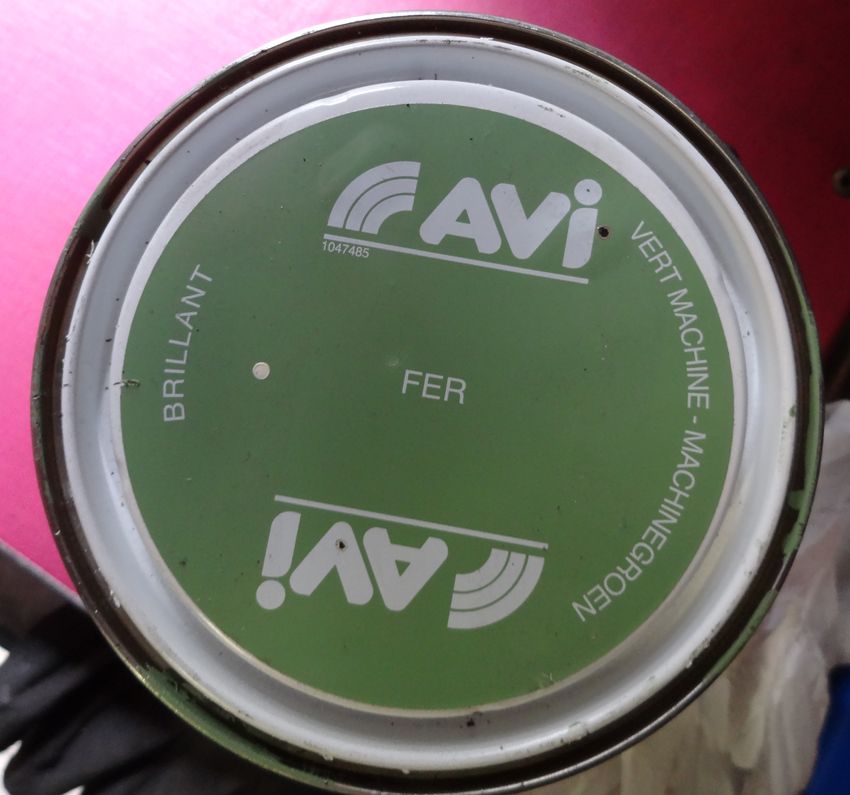 AVI
1047485
BRILLANT
VERT MACHINE - MACHINEGROEN
FER
AVI